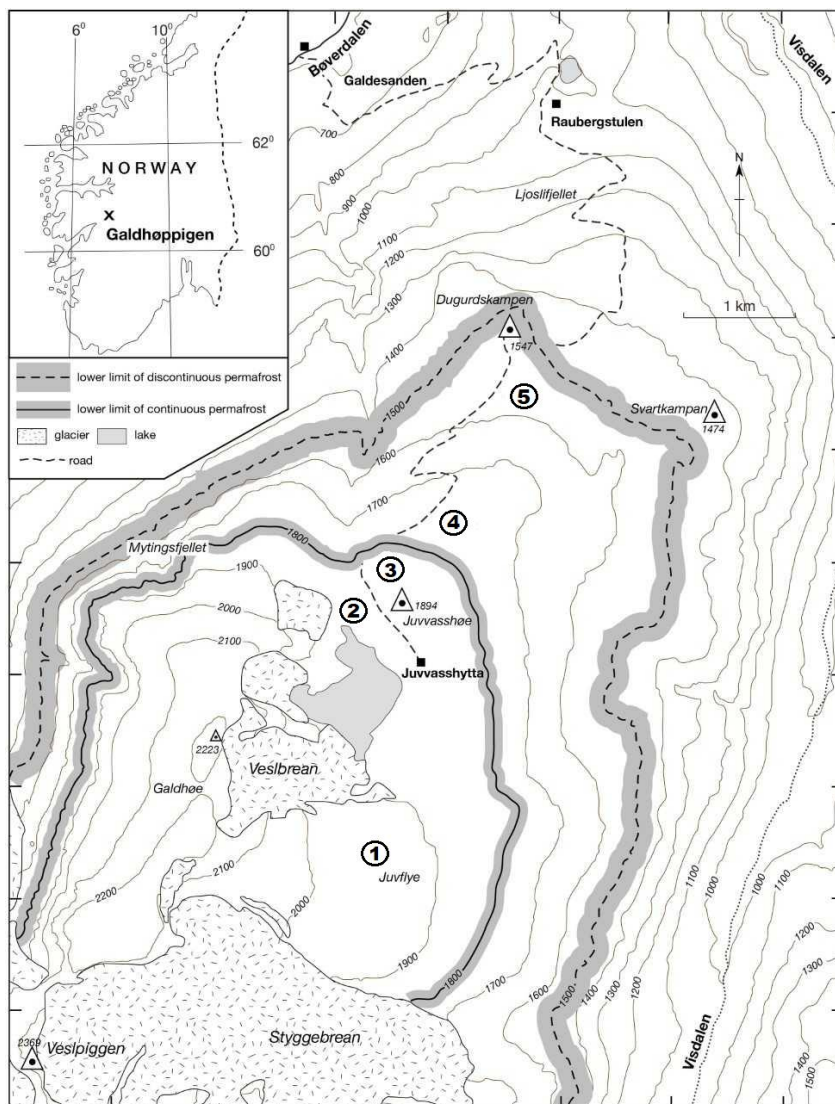 6⁰
10⁰
62⁰
NORWAY
x
Galdhøppigen
60⁰
lower limit of discontinuous permafrost
lower limit of continuous permafrost
glacier
lake
road
Bøverdalen
Galdesanden
Raubergstulen
Visdalen
N
Ljoslifjellet
700
800
900
1000
1100
1200
1300
1400
1 km
Dugurdskampen
1547
1500
5
Svartkampan
1474
1600
1700
4
1800
Mytingsfjellet
1900
3
2000
2
1894
Juvvasshøe
2100
Juvvasshytta
2223
Veslbrean
Galdhøe
1
Juvflye
2100
2200
2000
1900
1800
1700
1600
1500
1400
1300
1200
1100
1000
1000
1100
1200
1300
2369
Veslpiggen
Styggebrean
Visdalen
1400
1500